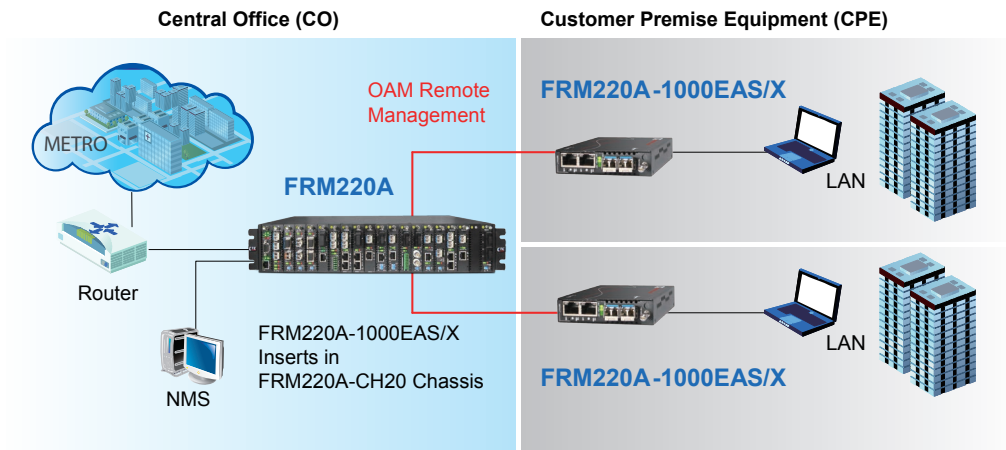 Central Office (CO)
Customer Premise Equipment (CPE)
OAM Remote
Management
METRO
FRM220A
Router
NMS
FRM220A-1000EAS/X
Inserts in
FRM220A-CH20 Chassis
FRM220A-1000EAS/X
LAN
LAN
FRM220A-1000EAS/X